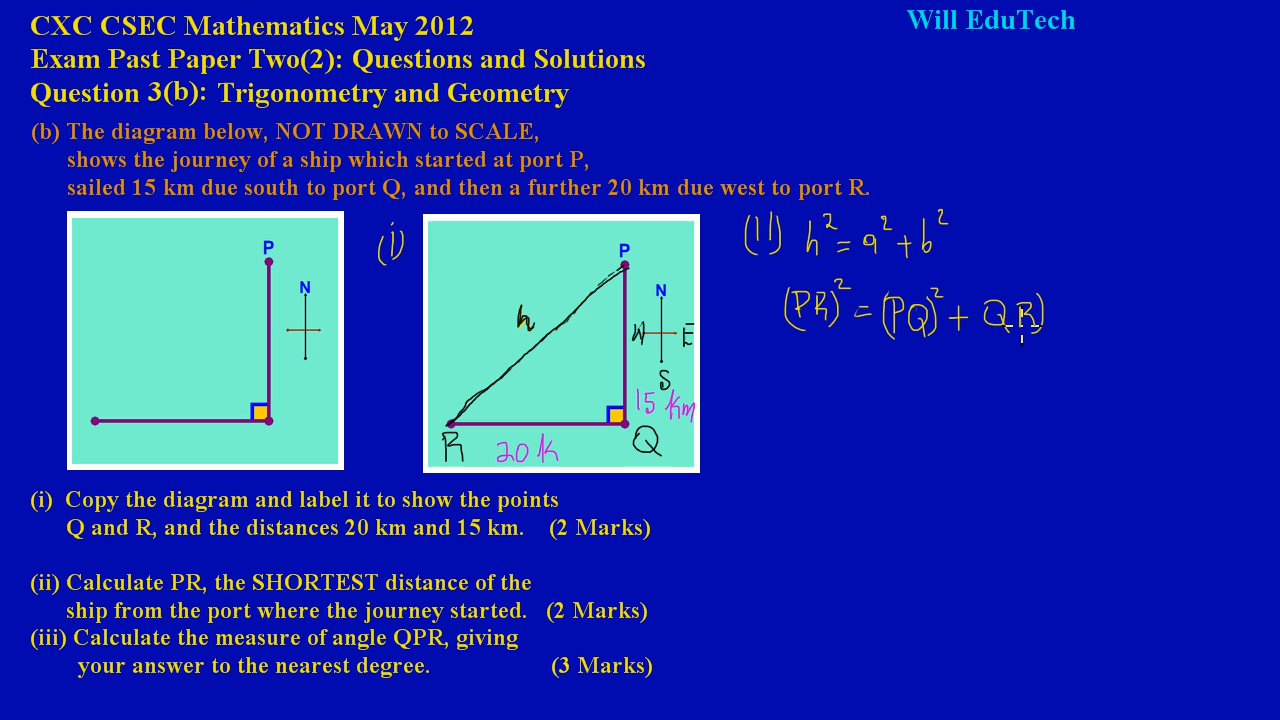 CXC CSEC Mathematics May 2012
Will EduTech
Exam Past Paper Two(2): Questions and Solutions
Question 3(b): Trigonometry and Geometry
(b) The diagram below, NOT DRAWN to SCALE,
shows the journey of a ship which started at port P,
sailed 15 km due south to port Q, and then a further 20 km due west to port R.
P
N
(i)
P
h
N
W E
S
15 km
R 20 k Q
(II) h² = a² + b²
(PR)² = (PQ)² + QR)
(i) Copy the diagram and label it to show the points
Q and R, and the distances 20 km and 15 km. (2 Marks)
(ii) Calculate PR, the SHORTEST distance of the
ship from the port where the journey started. (2 Marks)
(iii) Calculate the measure of angle QPR, giving
your answer to the nearest degree. (3 Marks)